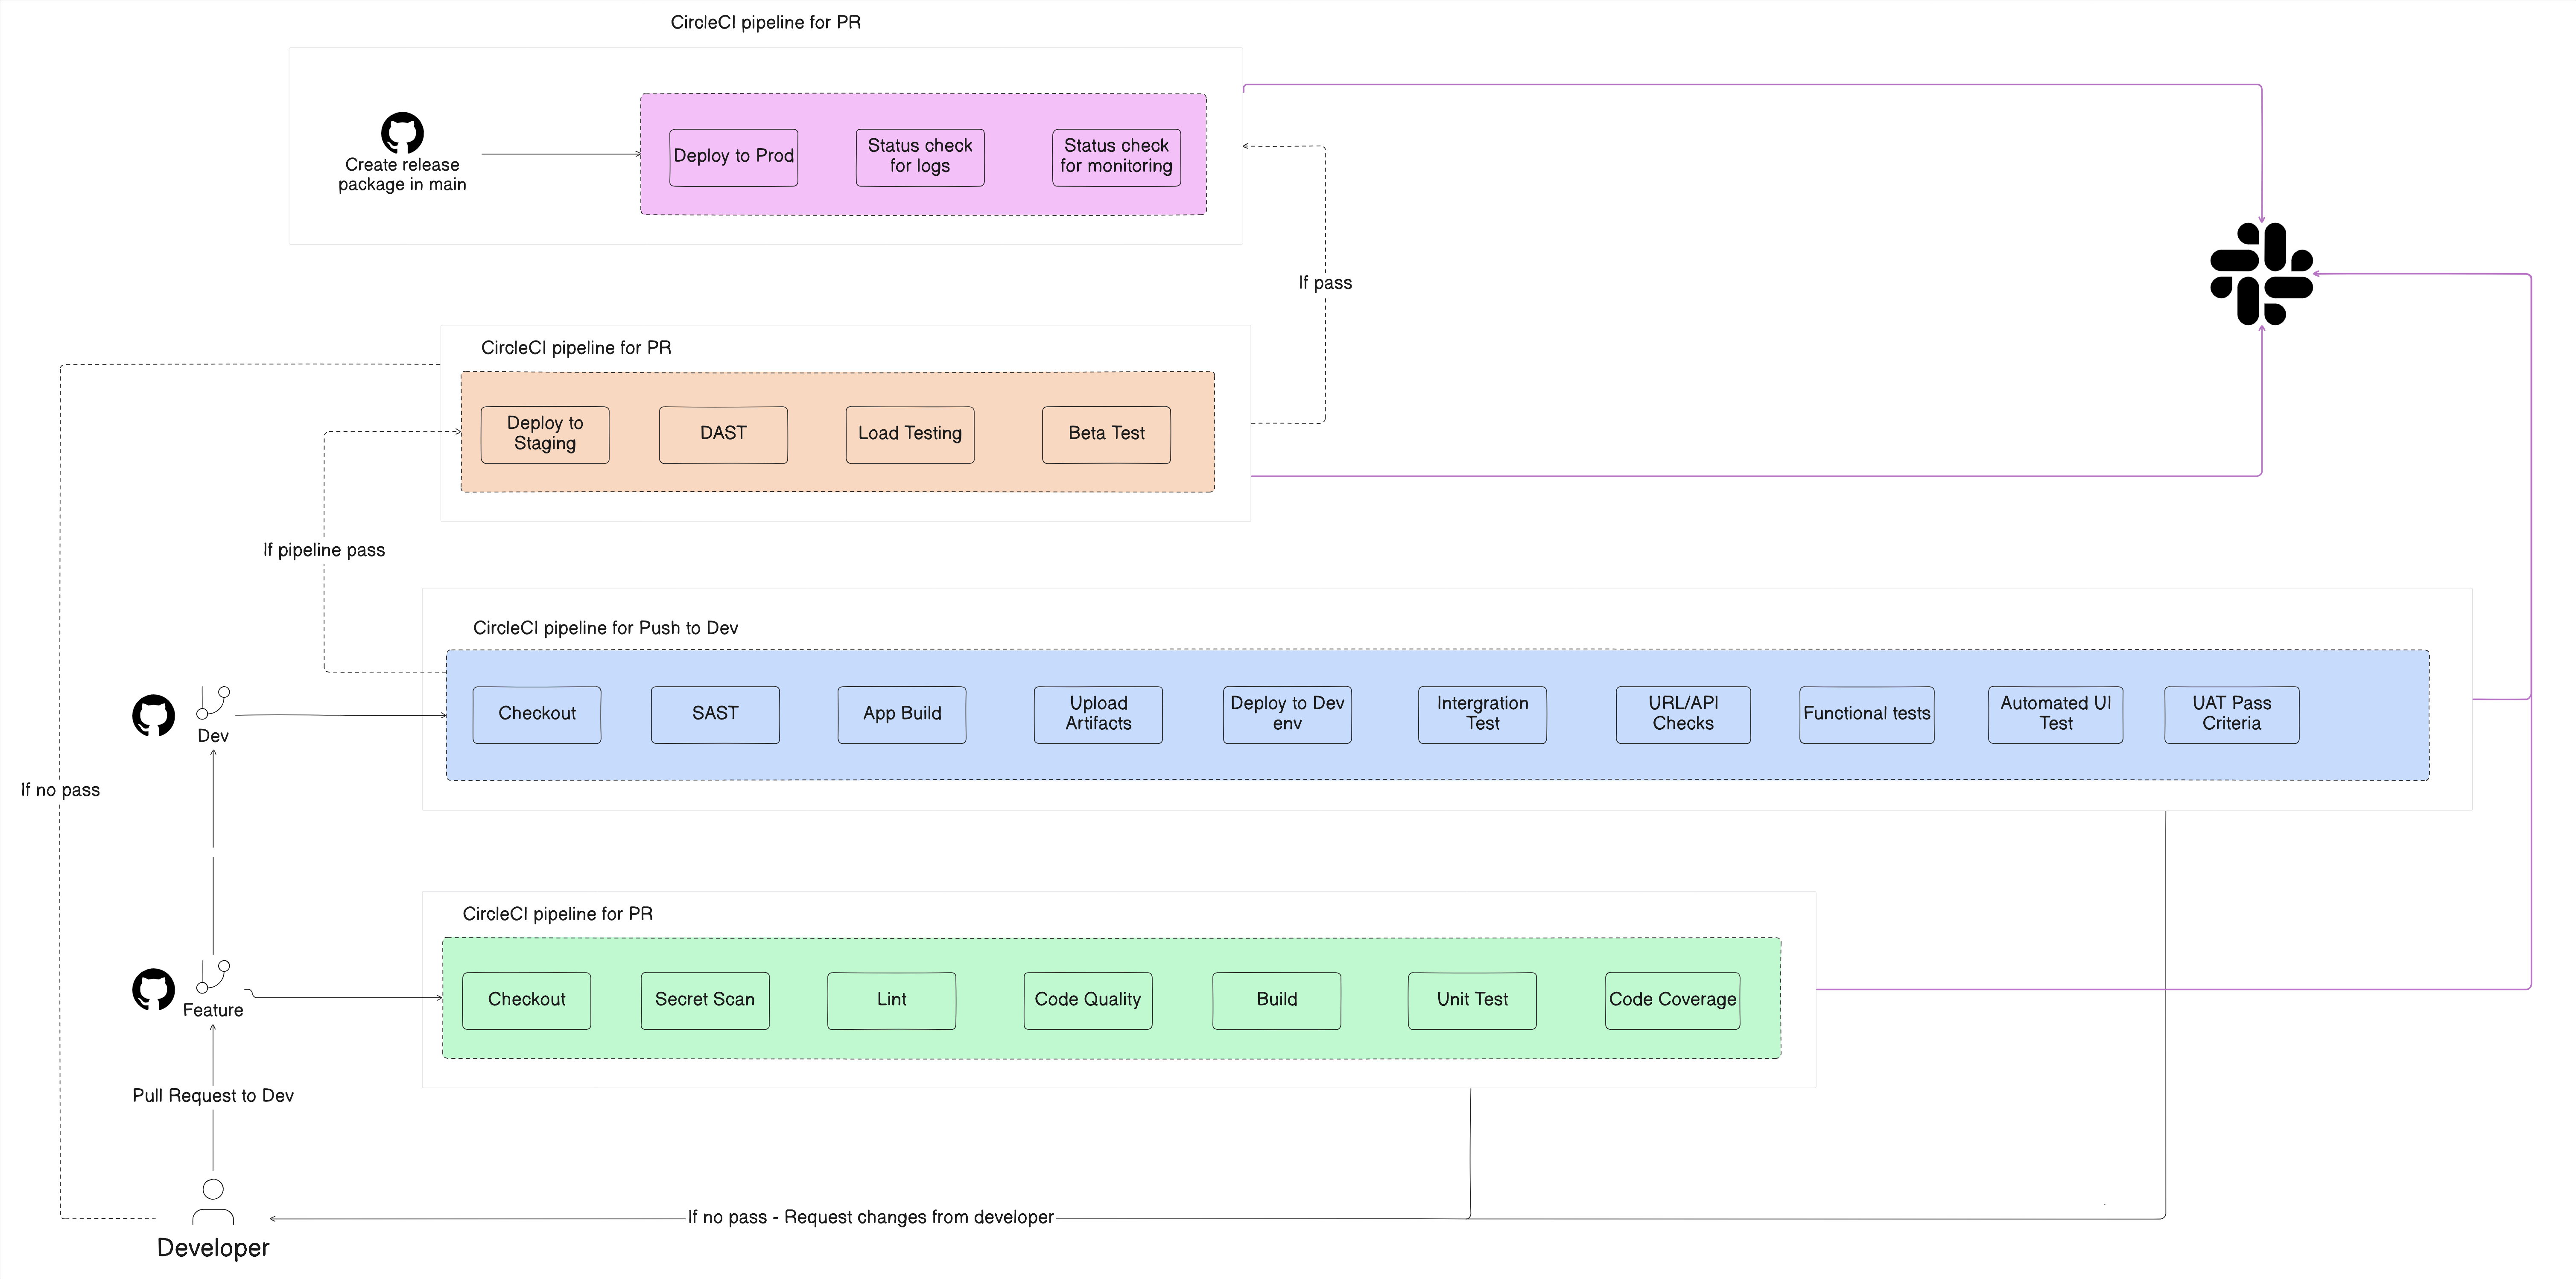 CircleCI pipeline for PR
Create release
package in main
Deploy to Prod
Status check
for logs
Status check
for monitoring
If pass
CircleCI pipeline for PR
Deploy to
Staging
DAST
Load Testing
Beta Test
If pipeline pass
CircleCI pipeline for Push to Dev
Checkout
SAST
App Build
Upload
Artifacts
Deploy to Dev
env
Intergration
Test
URL/API
Checks
Functional tests
Automated UI
Test
UAT Pass
Criteria
Dev
If no pass
CircleCI pipeline for PR
Checkout
Secret Scan
Lint
Code Quality
Build
Unit Test
Code Coverage
Feature
Pull Request to Dev
If no pass - Request changes from developer
Developer